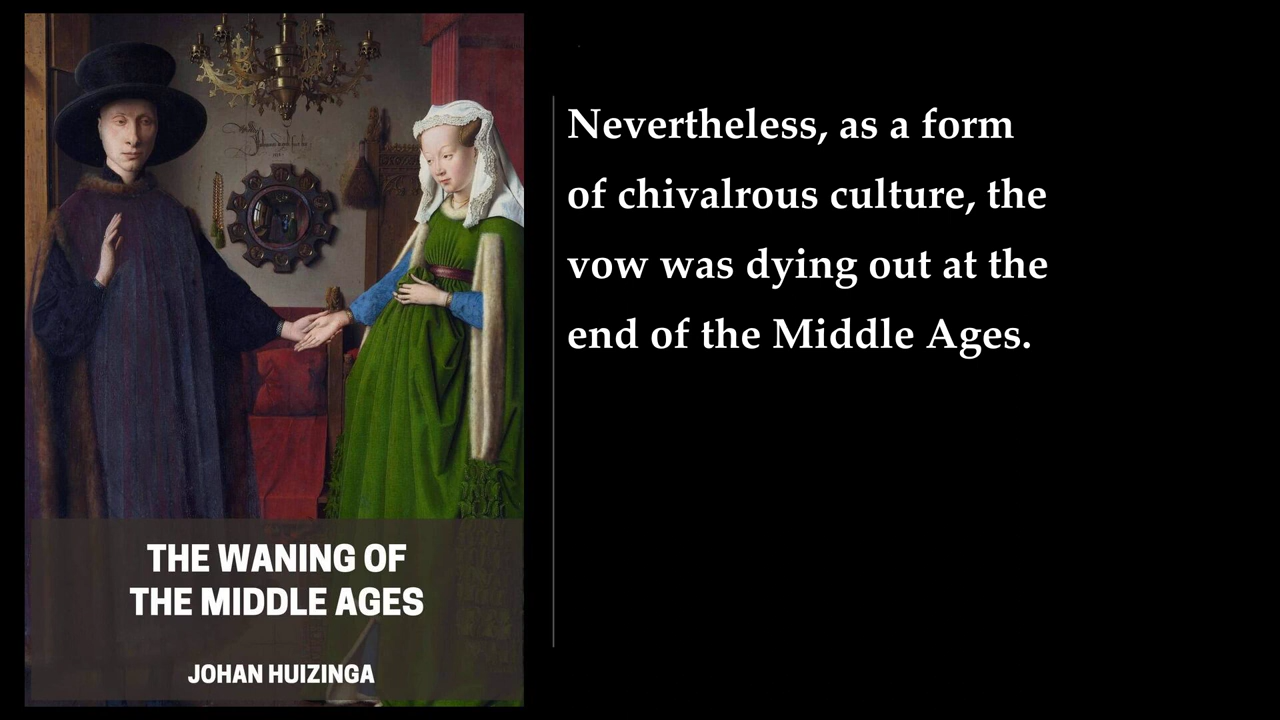 THE WANING OF
THE MIDDLE AGES
JOHAN HUIZINGA
Nevertheless, as a form
of chivalrous culture, the
vow was dying out at the
end of the Middle Ages.